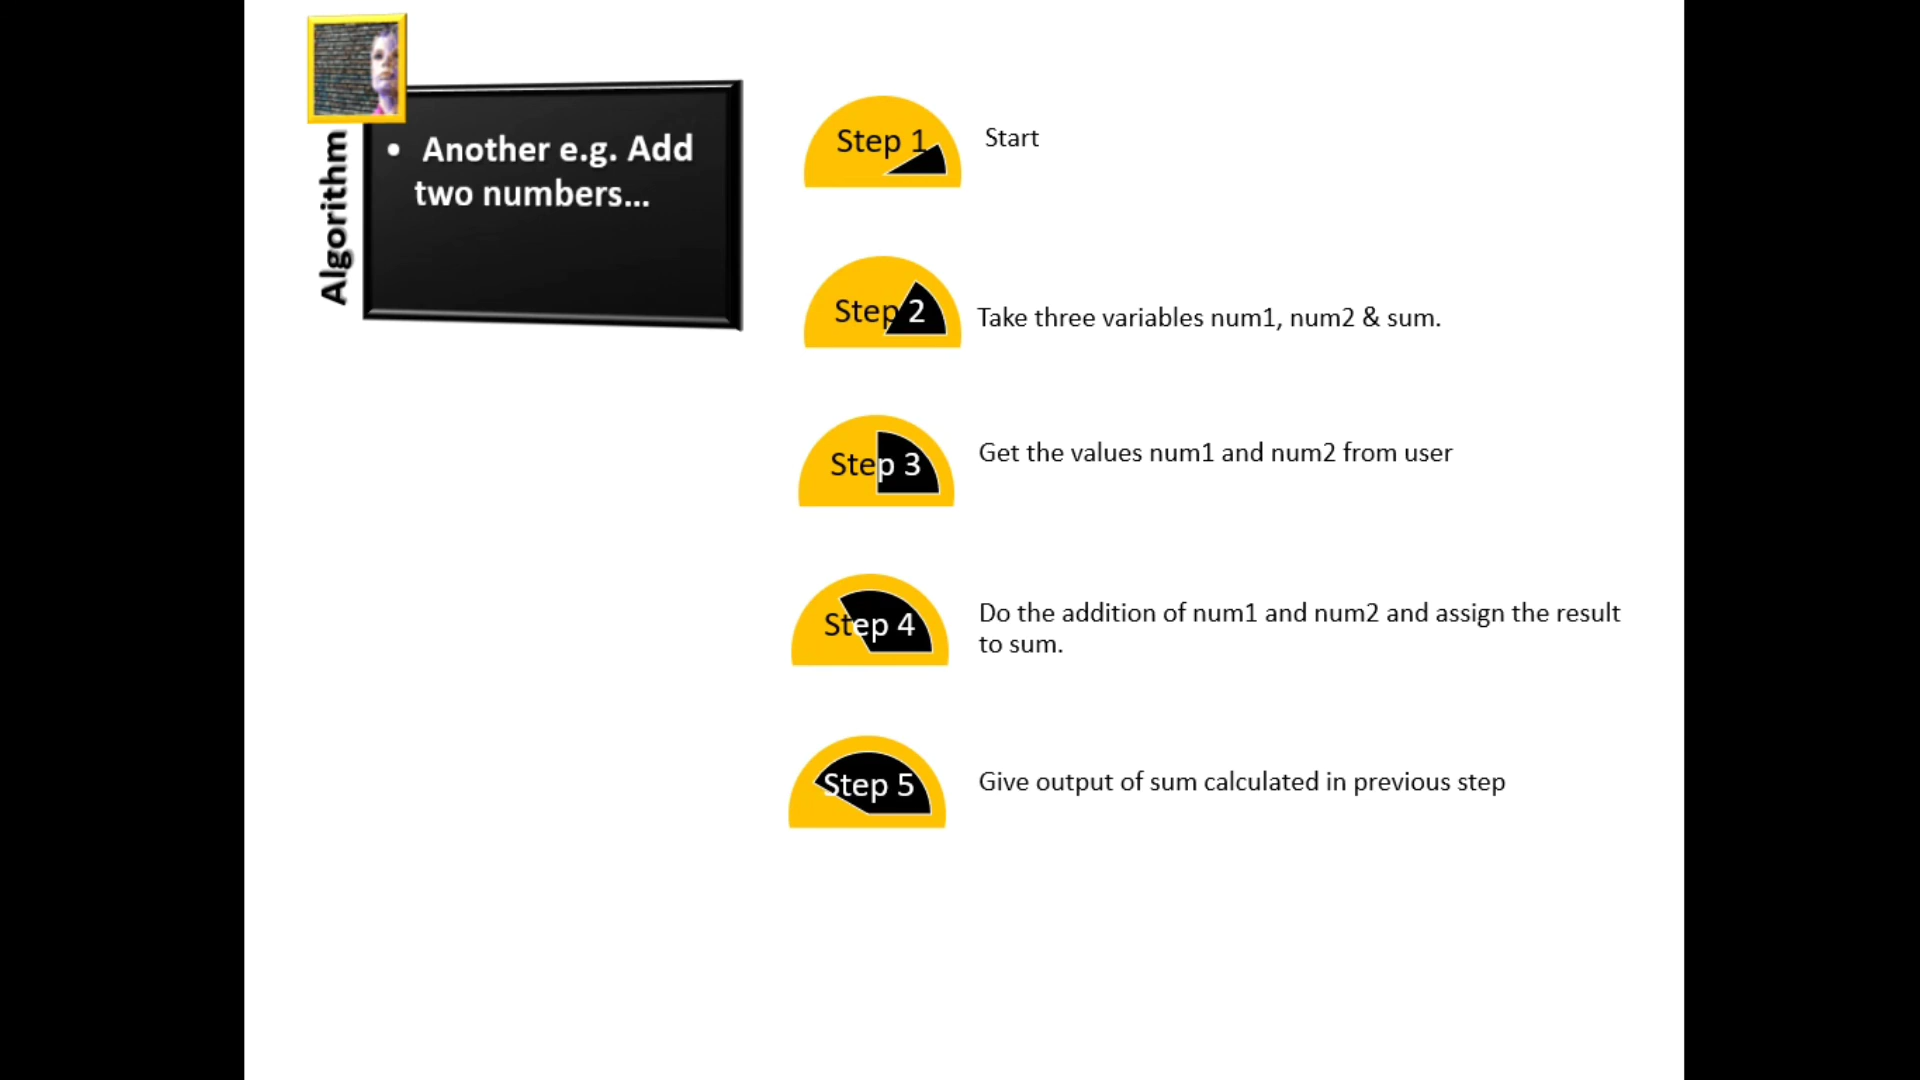 Algorithm
• Another e.g. Add
two numbers...
Step 1
Start
Step 2
Take three variables num1, num2 & sum.
Step 3
Get the values num1 and num2 from user
Step 4
Do the addition of num1 and num2 and assign the result
to sum.
Step 5
Give output of sum calculated in previous step